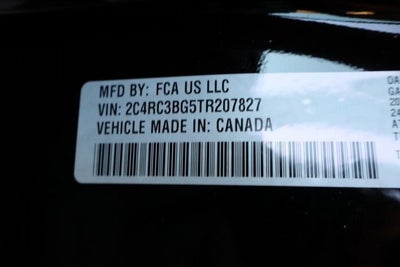 MFD BY: FCA US LLC
VIN: 2C4RC3BG5TR207827
VEHICLE MADE IN: CANADA